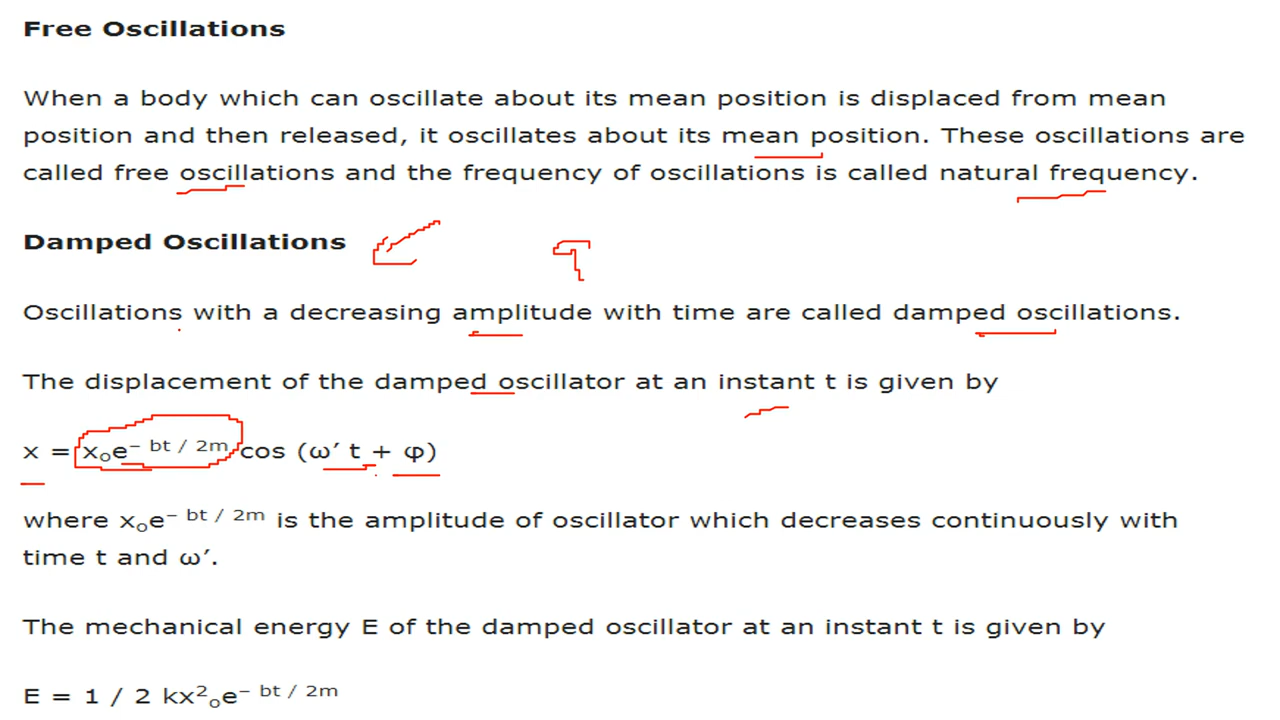 Free Oscillations
When a body which can oscillate about its mean position is displaced from mean
position and then released, it oscillates about its mean position. These oscillations are
called free oscillations and the frequency of oscillations is called natural frequency.
Damped Oscillations
Oscillations with a decreasing amplitude with time are called damped oscillations.
The displacement of the damped oscillator at an instant t is given by
x = xₒe⁻ ᵇᵗ ᐟ ²ᵐ cos (ω′ t + φ)
where xₒe⁻ ᵇᵗ ᐟ ²ᵐ is the amplitude of oscillator which decreases continuously with
time t and ω′.
The mechanical energy E of the damped oscillator at an instant t is given by
E = 1 / 2 kx²ₒe⁻ ᵇᵗ ᐟ ²ᵐ